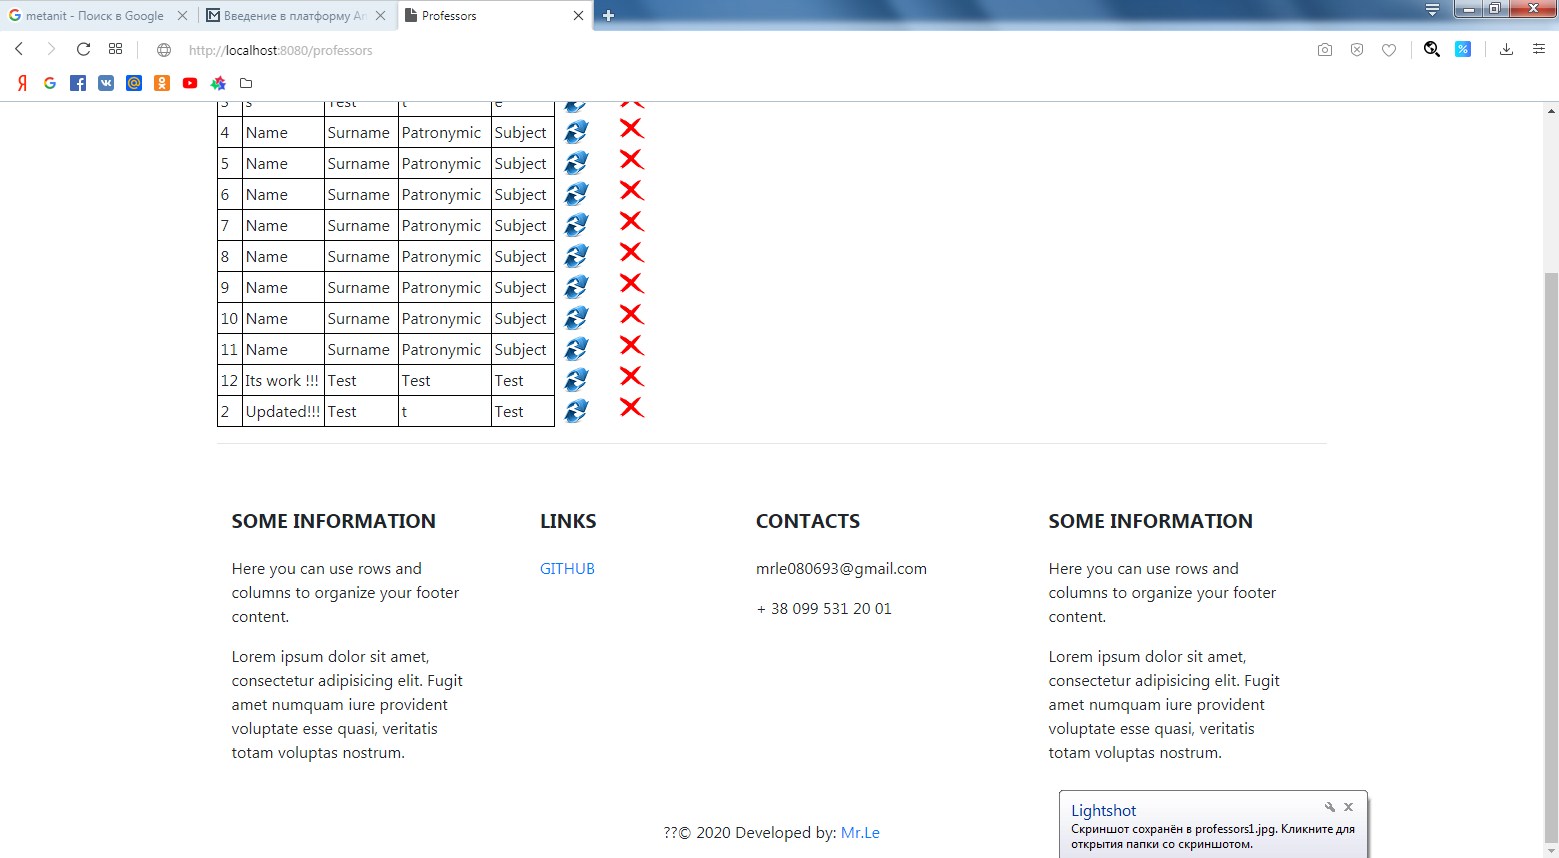 metanit - Поиск в Google
Введение в платформу An
Professors
http://localhost:8080/professors
3 s Test t e
4 Name Surname Patronymic Subject
5 Name Surname Patronymic Subject
6 Name Surname Patronymic Subject
7 Name Surname Patronymic Subject
8 Name Surname Patronymic Subject
9 Name Surname Patronymic Subject
10 Name Surname Patronymic Subject
11 Name Surname Patronymic Subject
12 Its work !!! Test Test Test
2 Updated!!! Test t Test
SOME INFORMATION
Here you can use rows and
columns to organize your footer
content.
Lorem ipsum dolor sit amet,
consectetur adipisicing elit. Fugit
amet numquam iure provident
voluptate esse quasi, veritatis
totam voluptas nostrum.
LINKS
GITHUB
CONTACTS
mrle080693@gmail.com
+ 38 099 531 20 01
SOME INFORMATION
Here you can use rows and
columns to organize your footer
content.
Lorem ipsum dolor sit amet,
consectetur adipisicing elit. Fugit
amet numquam iure provident
voluptate esse quasi, veritatis
totam voluptas nostrum.
??© 2020 Developed by: Mr.Le
Lightshot
Скриншот сохранён в professors1.jpg. Кликните для
открытия папки со скриншотом.